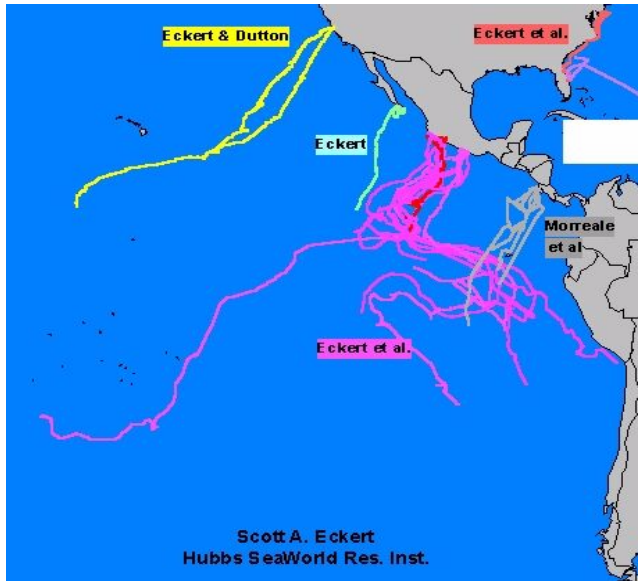 Eckert & Dutton
Eckert et al.
Eckert
Morreale
et al
Eckert et al.
Scott A. Eckert
Hubbs SeaWorld Res. Inst.